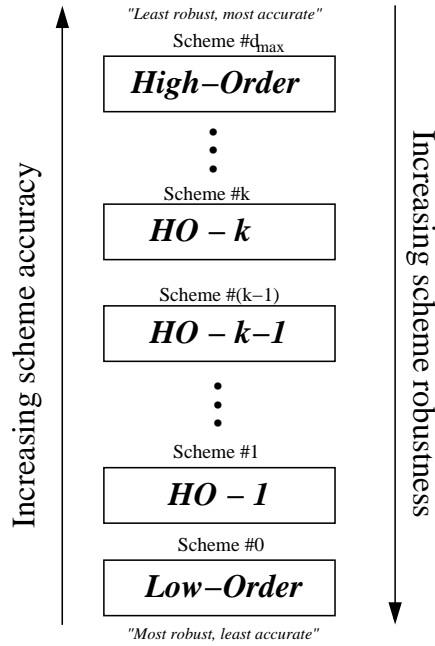 "Least robust, most accurate"
Scheme #dmax
High−Order
Scheme #k
HO − k
Scheme #(k−1)
HO − k−1
Scheme #1
HO − 1
Scheme #0
Low−Order
"Most robust, least accurate"
Increasing scheme accuracy
Increasing scheme robustness